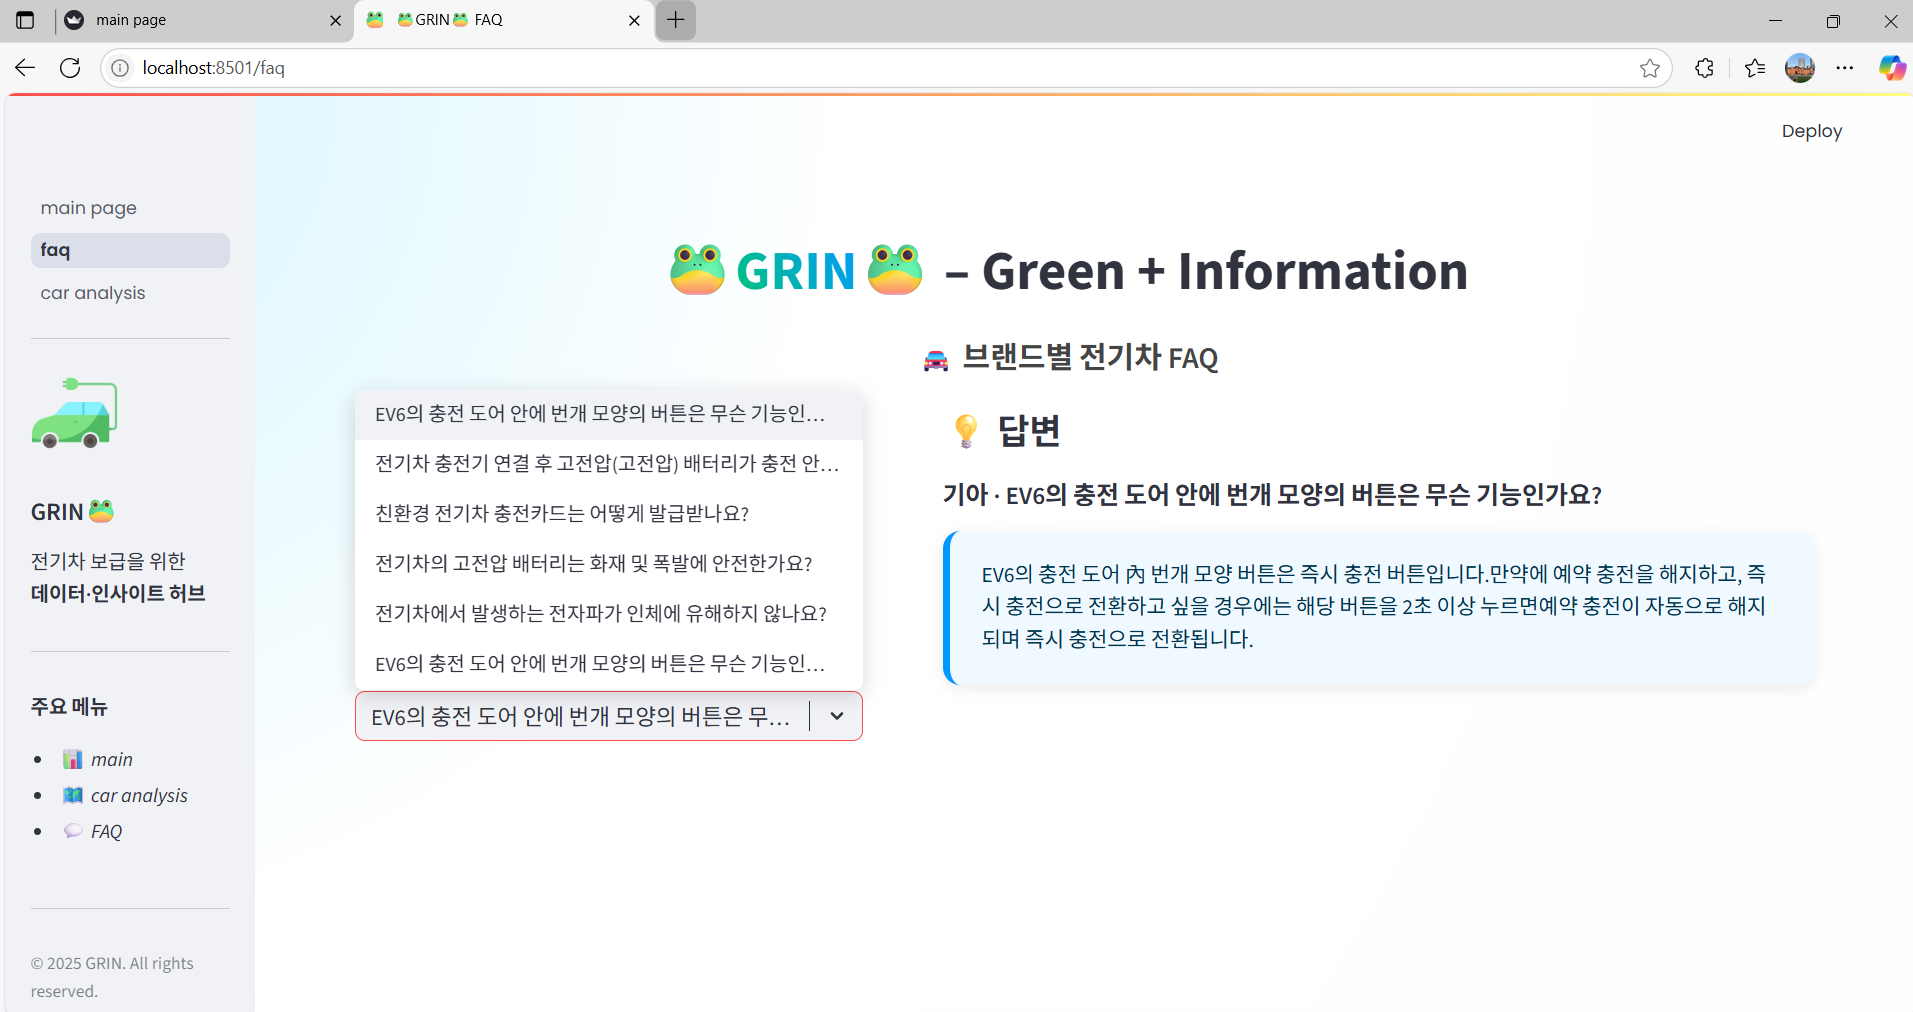 main page
GRIN FAQ
localhost:8501/faq
Deploy
main page
faq
car analysis
GRIN
전기차 보급을 위한
데이터·인사이트 허브
주요 메뉴
main
car analysis
FAQ
© 2025 GRIN. All rights
reserved.
GRIN – Green + Information
브랜드별 전기차 FAQ
EV6의 충전 도어 안에 번개 모양의 버튼은 무슨 기능인…
전기차 충전기 연결 후 고전압(고전압) 배터리가 충전 안…
친환경 전기차 충전카드는 어떻게 발급받나요?
전기차의 고전압 배터리는 화재 및 폭발에 안전한가요?
전기차에서 발생하는 전자파가 인체에 유해하지 않나요?
EV6의 충전 도어 안에 번개 모양의 버튼은 무슨 기능인…
EV6의 충전 도어 안에 번개 모양의 버튼은 무…
답변
기아 · EV6의 충전 도어 안에 번개 모양의 버튼은 무슨 기능인가요?
EV6의 충전 도어 內 번개 모양 버튼은 즉시 충전 버튼입니다.만약에 예약 충전을 해지하고, 즉
시 충전으로 전환하고 싶을 경우에는 해당 버튼을 2초 이상 누르면예약 충전이 자동으로 해지
되며 즉시 충전으로 전환됩니다.